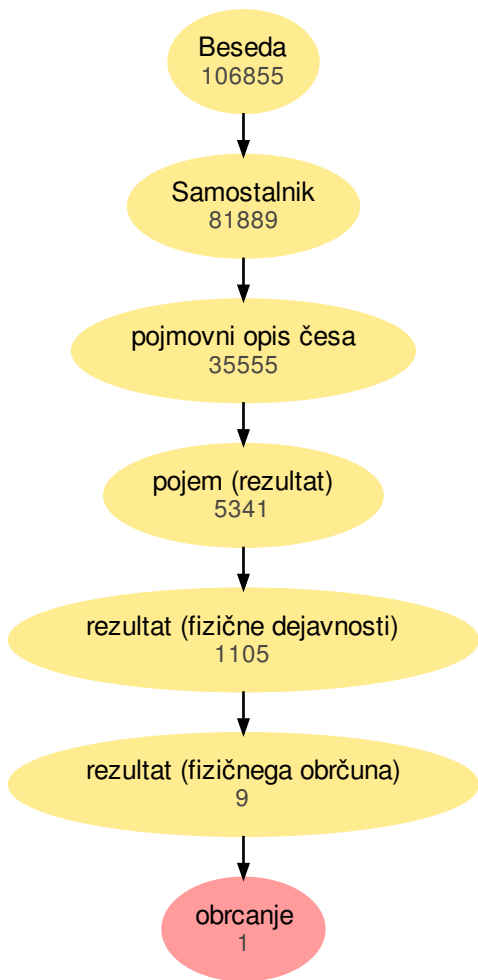 Beseda
106855
Samostalnik
81889
pojmovni opis česa
35555
pojem (rezultat)
5341
rezultat (fizične dejavnosti)
1105
rezultat (fizičnega obrčuna)
9
obrcanje
1